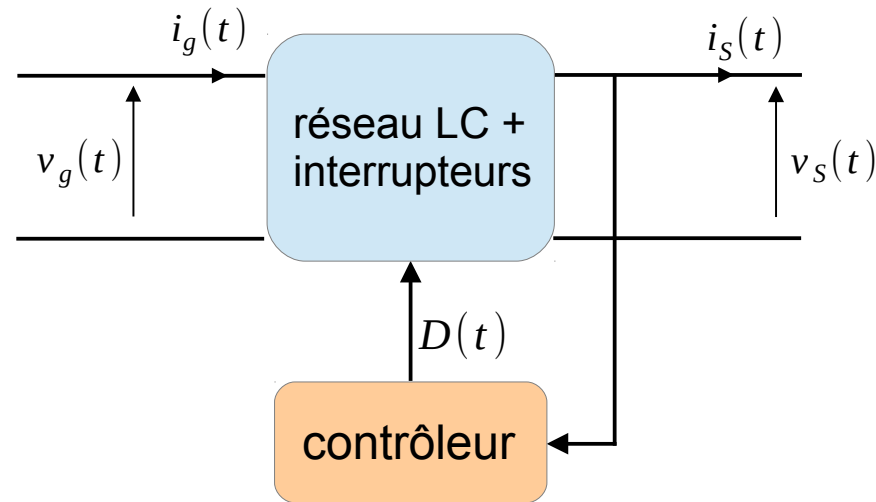 i_g(t)
i_S(t)
réseau LC +
interrupteurs
v_g(t)
v_S(t)
D(t)
contrôleur